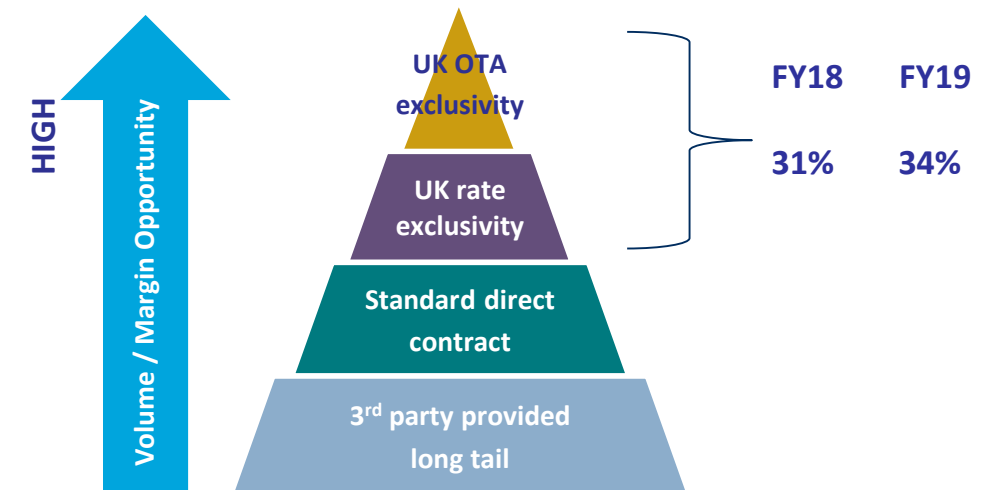 HIGH
Volume / Margin Opportunity
UK OTA
exclusivity
UK rate
exclusivity
Standard direct
contract
3rd party provided
long tail
FY18 FY19
31% 34%